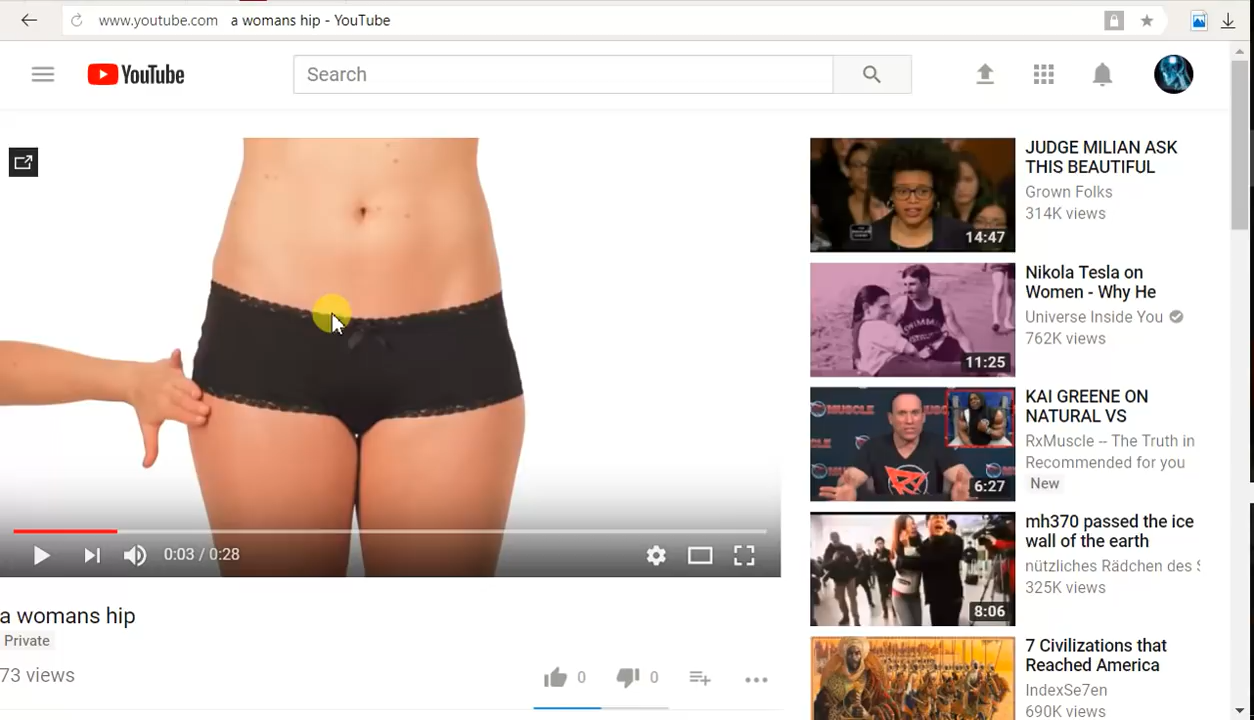 www.youtube.com a womans hip - YouTube
YouTube
Search
0:03 / 0:28
a womans hip
Private
73 views
0
0
14:47
JUDGE MILIAN ASK
THIS BEAUTIFUL
Grown Folks
314K views
11:25
Nikola Tesla on
Women - Why He
Universe Inside You
762K views
MUSCLE
6:27
KAI GREENE ON
NATURAL VS
RxMuscle -- The Truth in
Recommended for you
New
8:06
mh370 passed the ice
wall of the earth
nützliches Rädchen des
325K views
7 Civilizations that
Reached America
IndexSe7en
690K views